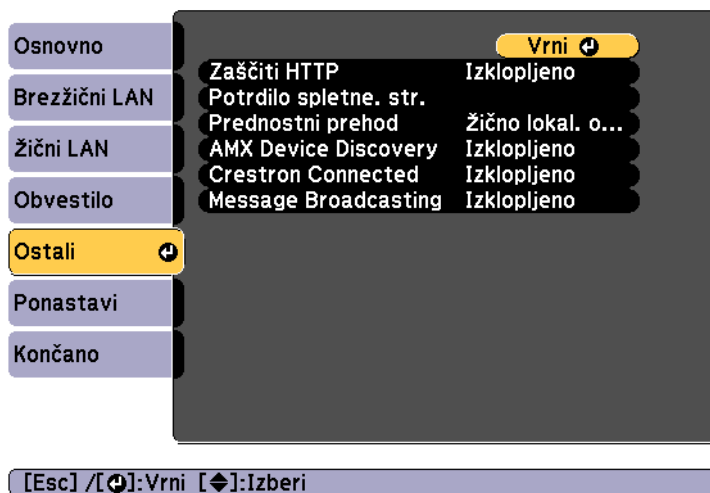 Osnovno
Brezžični LAN
Žični LAN
Obvestilo
Ostali
Ponastavi
Končano
Vrni
Zaščiti HTTP Izklopljeno
Potrdilo spletne. str.
Prednostni prehod Žično lokal. o...
AMX Device Discovery Izklopljeno
Crestron Connected Izklopljeno
Message Broadcasting Izklopljeno
[Esc] /[⏎]:Vrni [◆]:Izberi